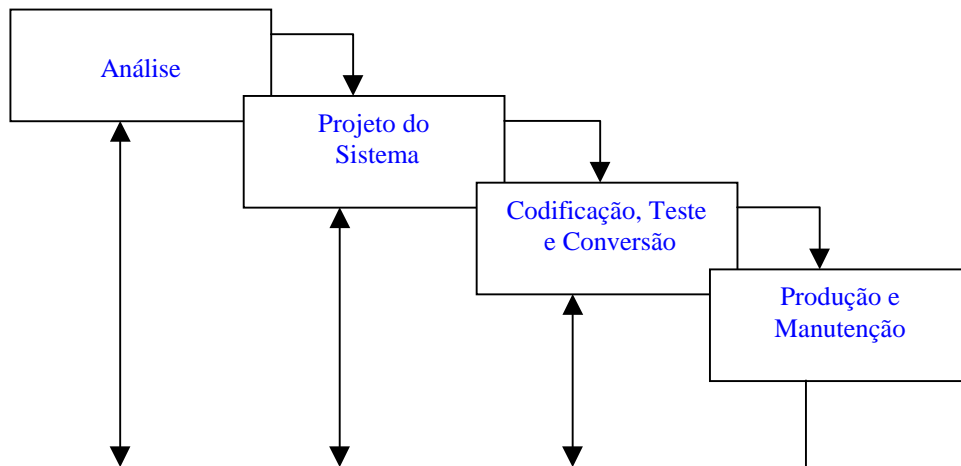 Análise
Projeto do
Sistema
Codificação, Teste
e Conversão
Produção e
Manutenção